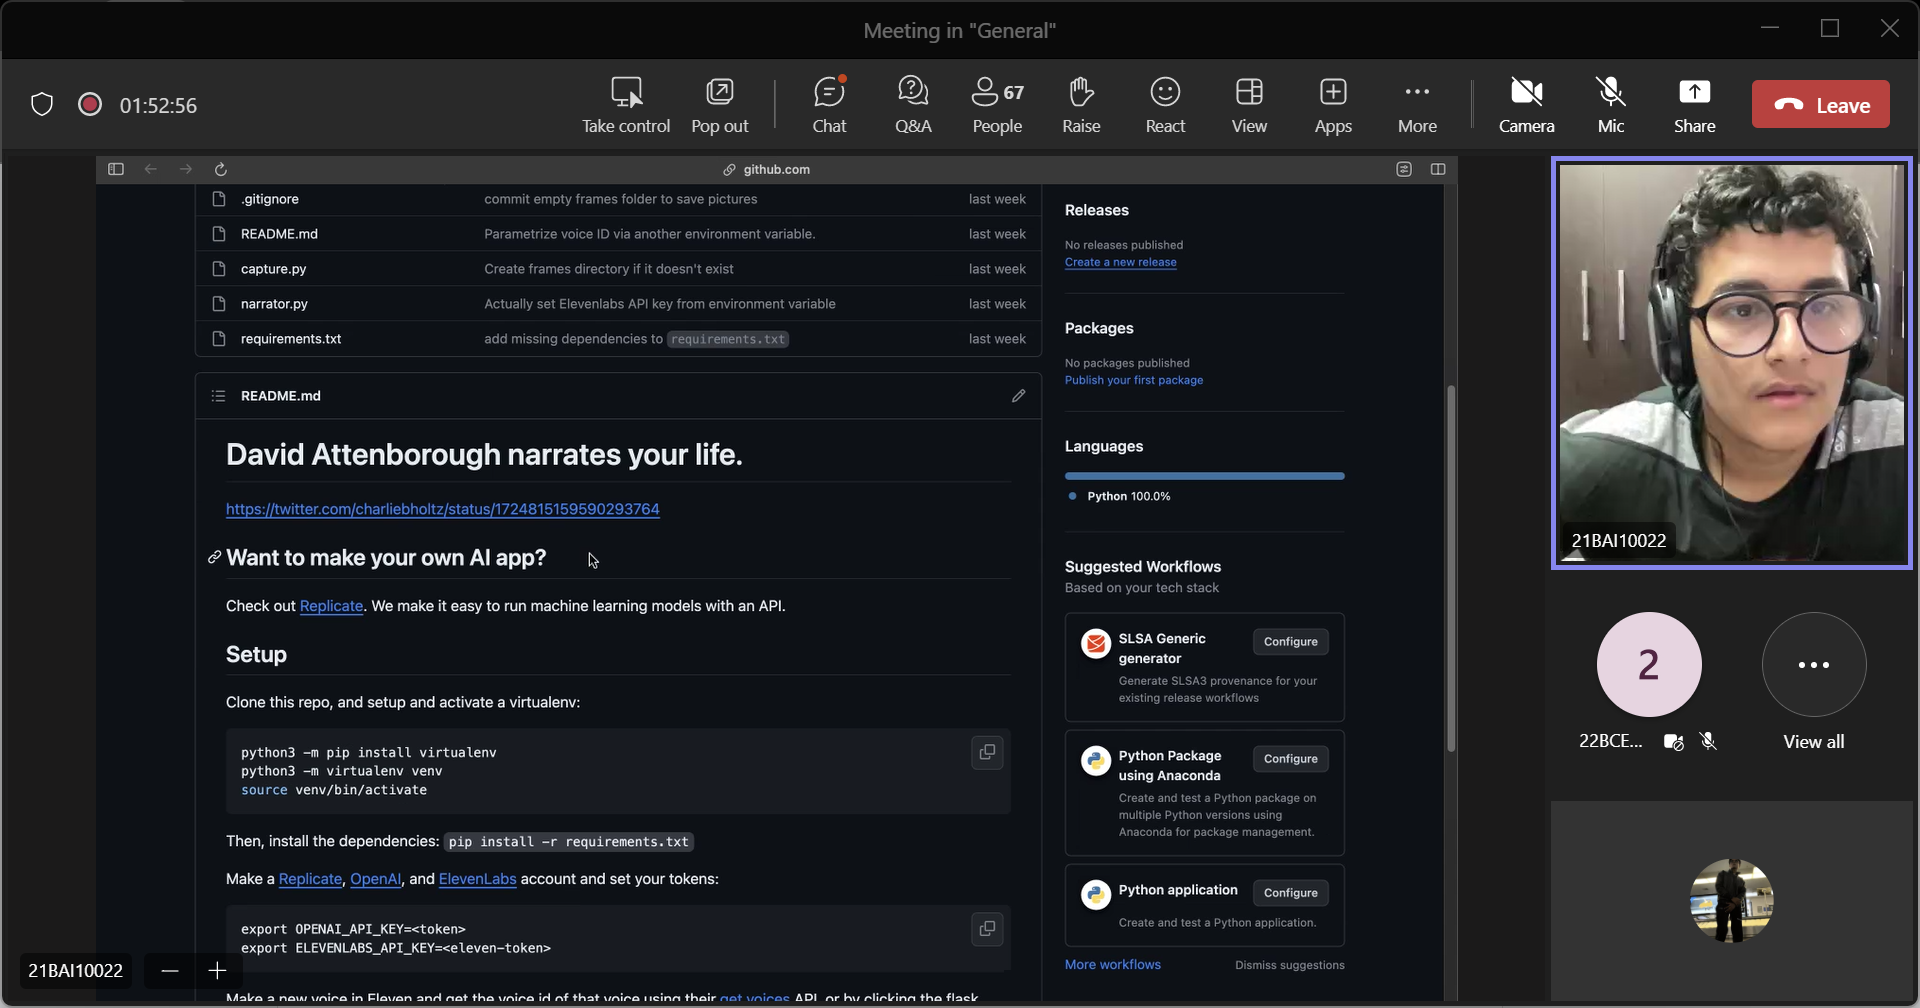 Meeting in "General"
01:52:56
Take control
Pop out
Chat
Q&A
67
People
Raise
React
View
Apps
More
Camera
Mic
Share
Leave
github.com
.gitignore commit empty frames folder to save pictures last week
README.md Parametrize voice ID via another environment variable. last week
capture.py Create frames directory if it doesn't exist last week
narrator.py Actually set Elevenlabs API key from environment variable last week
requirements.txt add missing dependencies to requirements.txt last week
README.md
David Attenborough narrates your life.
https://twitter.com/charliebholtz/status/1724815159590293764
Want to make your own AI app?
Check out Replicate. We make it easy to run machine learning models with an API.
Setup
Clone this repo, and setup and activate a virtualenv:
python3 -m pip install virtualenv
python3 -m virtualenv venv
source venv/bin/activate
Then, install the dependencies: pip install -r requirements.txt
Make a Replicate, OpenAI, and ElevenLabs account and set your tokens:
export OPENAI_API_KEY=<token>
export ELEVENLABS_API_KEY=<eleven-token>
Make a new voice in Eleven and get the voice id of that voice using their get voices API, or by clicking the flask
Releases
No releases published
Create a new release
Packages
No packages published
Publish your first package
Languages
Python 100.0%
Suggested Workflows
Based on your tech stack
SLSA Generic
generator
Configure
Generate SLSA3 provenance for your
existing release workflows
Python Package
using Anaconda
Configure
Create and test a Python package on
multiple Python versions using
Anaconda for package management.
Python application
Configure
Create and test a Python application.
More workflows
Dismiss suggestions
21BAI10022
2
22BCE...
View all
21BAI10022